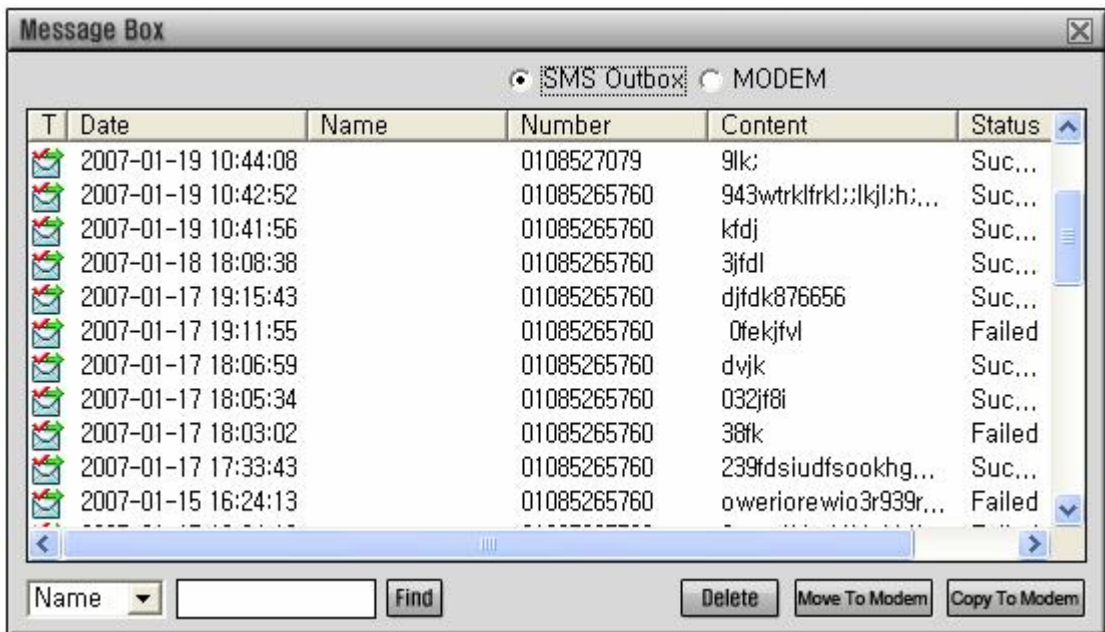 Message Box
SMS Outbox MODEM
T Date Name Number Content Status
2007-01-19 10:44:08 0108527079 9lk; Suc...
2007-01-19 10:42:52 01085265760 943wtrklfrkl;;lkjl;h;... Suc...
2007-01-19 10:41:56 01085265760 kfdj Suc...
2007-01-18 18:08:38 01085265760 3jfdl Suc...
2007-01-17 19:15:43 01085265760 djfdk876656 Suc...
2007-01-17 19:11:55 01085265760 0fekjfvl Failed
2007-01-17 18:06:59 01085265760 dvjk Suc...
2007-01-17 18:05:34 01085265760 032jf8i Suc...
2007-01-17 18:03:02 01085265760 38fk Failed
2007-01-17 17:33:43 01085265760 239fdsiudfsookhg... Suc...
2007-01-15 16:24:13 01085265760 oweriorewio3r939r... Failed
Name Find Delete Move To Modem Copy To Modem